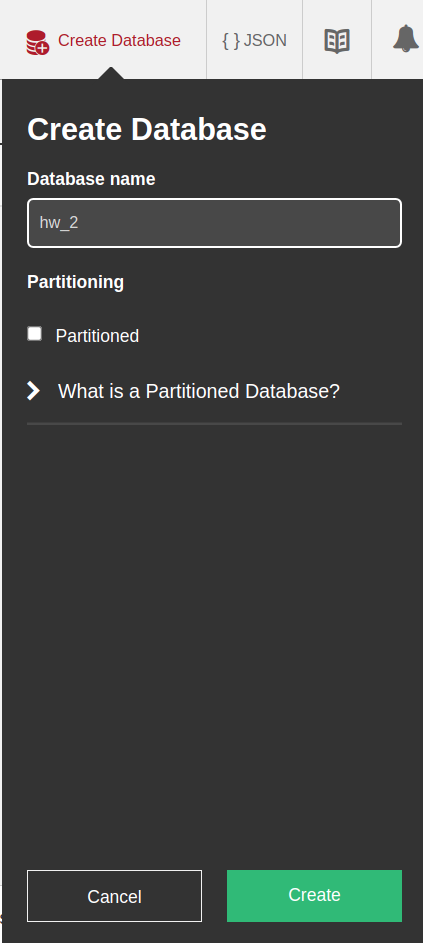 Create Database
{ } JSON
Create Database
Database name
hw_2
Partitioning
Partitioned
What is a Partitioned Database?
Cancel
Create